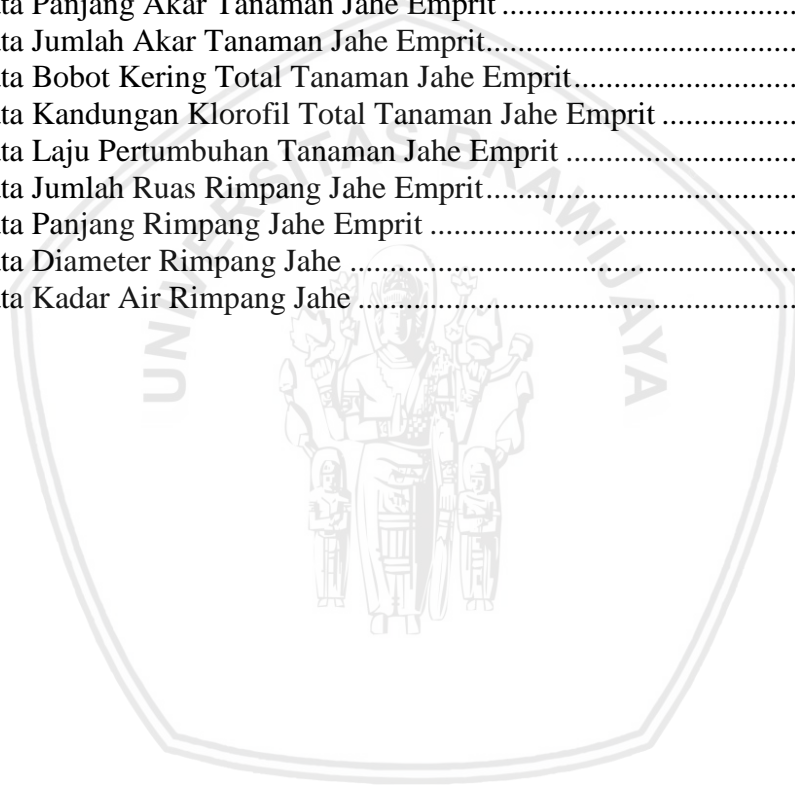 ta Panjang Akar Tanaman Jahe Emprit ........................................
ta Jumlah Akar Tanaman Jahe Emprit..........................................
ta Bobot Kering Total Tanaman Jahe Emprit..............................
ta Kandungan Klorofil Total Tanaman Jahe Emprit ..................
ta Laju Pertumbuhan Tanaman Jahe Emprit ...............................
ta Jumlah Ruas Rimpang Jahe Emprit..........................................
ta Panjang Rimpang Jahe Emprit .................................................
ta Diameter Rimpang Jahe ...........................................................
ta Kadar Air Rimpang Jahe ..........................................................
UNIVERSITAS BRAWIJAYA